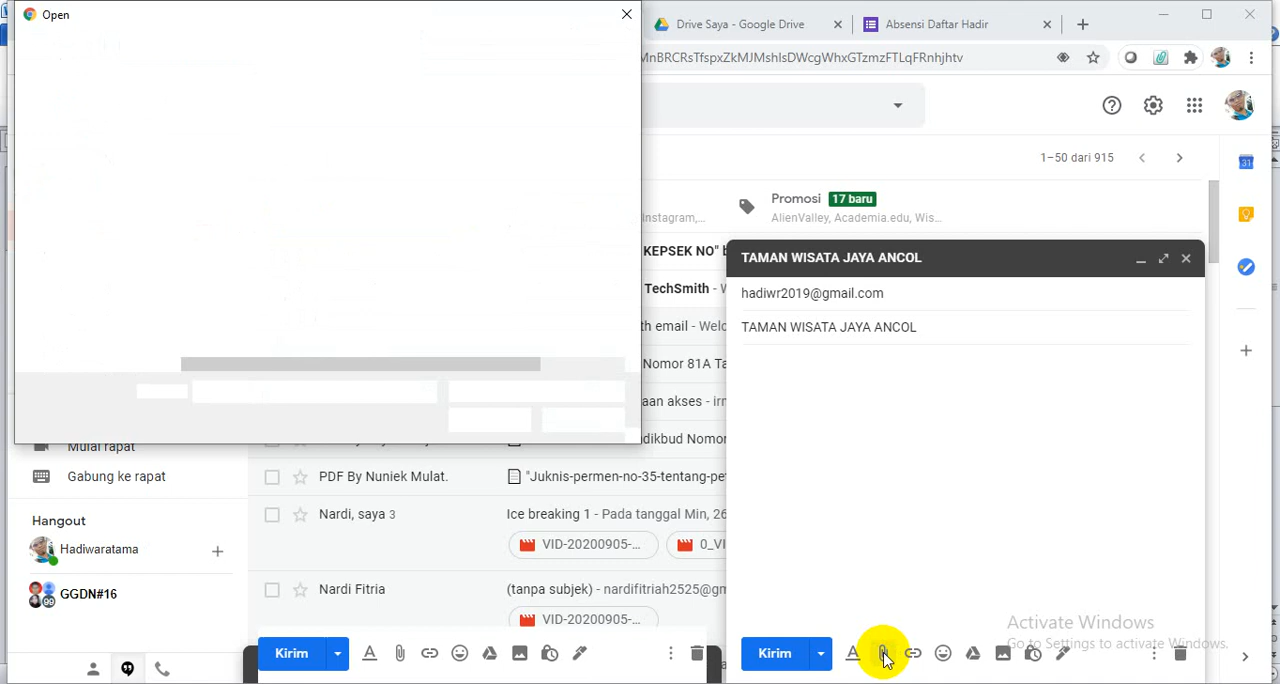 Open
Drive Saya - Google Drive
Absensi Daftar Hadir
MnBRCRsTfspxZkMJMshIsDWcgWhxGTzmzFTLqFRnhjhtv
1–50 dari 915
Promosi 17 baru
nstagram,...
AlienValley, Academia.edu, Wis...
KEPSEK NO"
TechSmith -
th email - Welc
Nomor 81A Ta
aan akses - irr
dikbud Nomor
TAMAN WISATA JAYA ANCOL
hadiwr2019@gmail.com
TAMAN WISATA JAYA ANCOL
Mulai rapat
Gabung ke rapat
PDF By Nuniek Mulat.
"Juknis-permen-no-35-tentang-pe
Hangout
Nardi, saya 3
Ice breaking 1 - Pada tanggal Min, 26
VID-20200905-...
0_VI
Hadiwaratama
GGDN#16
99
Nardi Fitria
(tanpa subjek) - nardifitriah2525@gm
VID-20200905-...
Kirim
Kirim
31
Activate Windows
Go to Settings to activate Windows.